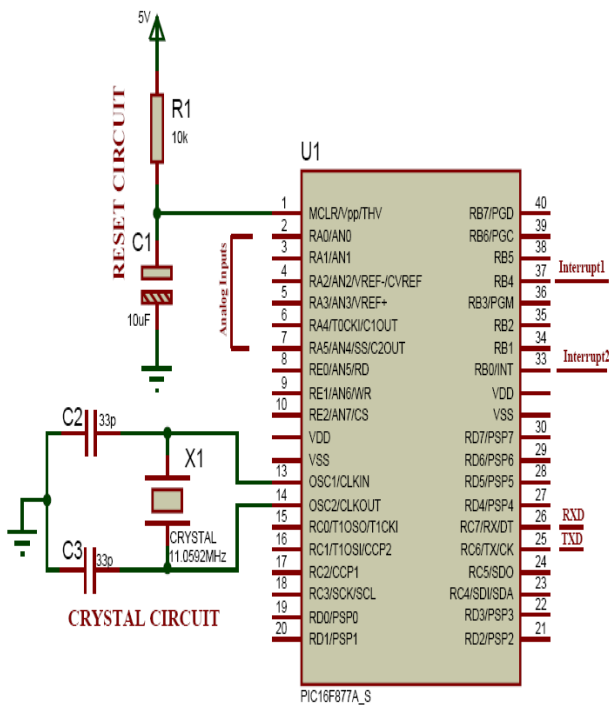 5V
R1
10k
RESET CIRCUIT
C1
10uF
U1
1 MCLR/Vpp/THV RB7/PGD 40
2 RA0/AN0 RB6/PGC 39
3 RA1/AN1 RB5 38
4 RA2/AN2/VREF-/CVREF RB4 37 Interrupt1
5 RA3/AN3/VREF+ RB3/PGM 36
6 RA4/T0CKI/C1OUT RB2 35
7 RA5/AN4/SS/C2OUT RB1 34
8 RE0/AN5/RD RB0/INT 33 Interrupt2
9 RE1/AN6/WR VDD
10 RE2/AN7/CS VSS
VDD RD7/PSP7 30
VSS RD6/PSP6 29
13 OSC1/CLKIN RD5/PSP5 28
14 OSC2/CLKOUT RD4/PSP4 27
15 RC0/T1OSO/T1CKI RC7/RX/DT 26 RXD
16 RC1/T1OSI/CCP2 RC6/TX/CK 25 TXD
17 RC2/CCP1 RC5/SDO 24
18 RC3/SCK/SCL RC4/SDI/SDA 23
19 RD0/PSP0 RD3/PSP3 22
20 RD1/PSP1 RD2/PSP2 21
PIC16F877A_S
Analog Inputs
C2
33p
X1
CRYSTAL
11.0592MHz
C3
33p
CRYSTAL CIRCUIT